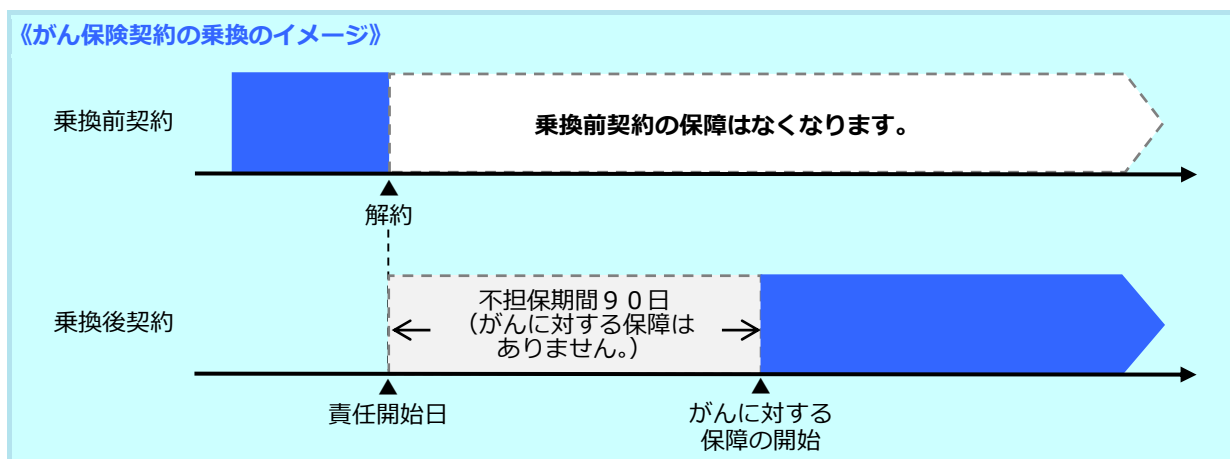 《がん保険契約の乗換のイメージ》
乗換前契約
乗換前契約の保障はなくなります。
▲
解約
乗換後契約
不担保期間９０日
（がんに対する保障は
ありません。）
▲
責任開始日
▲
がんに対する
保障の開始